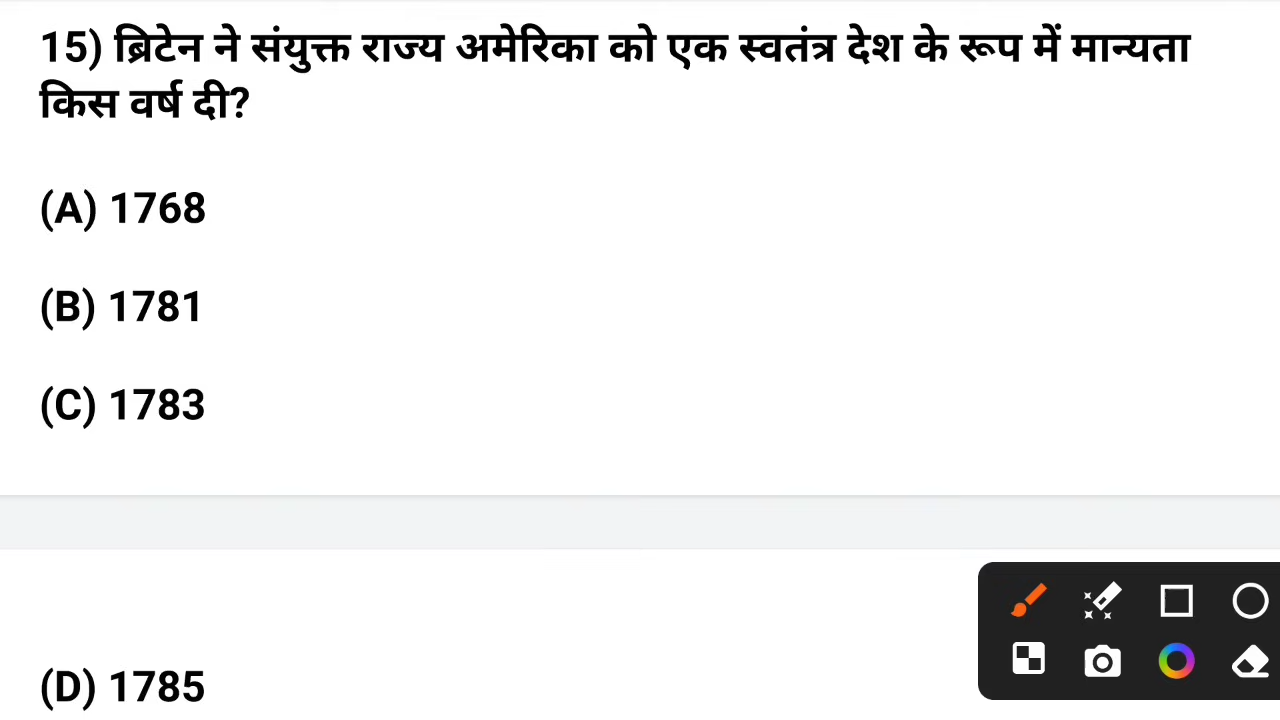 15) ब्रिटेन ने संयुक्त राज्य अमेरिका को एक स्वतंत्र देश के रूप में मान्यता
किस वर्ष दी?
(A) 1768
(B) 1781
(C) 1783
(D) 1785